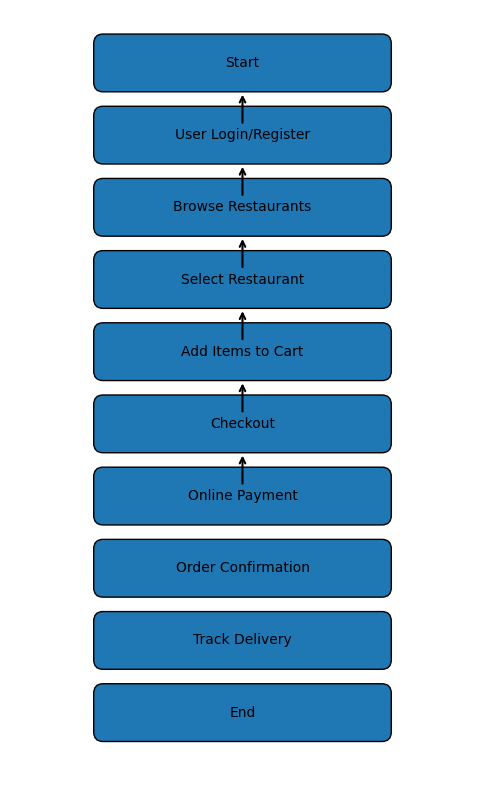 Start
User Login/Register
Browse Restaurants
Select Restaurant
Add Items to Cart
Checkout
Online Payment
Order Confirmation
Track Delivery
End